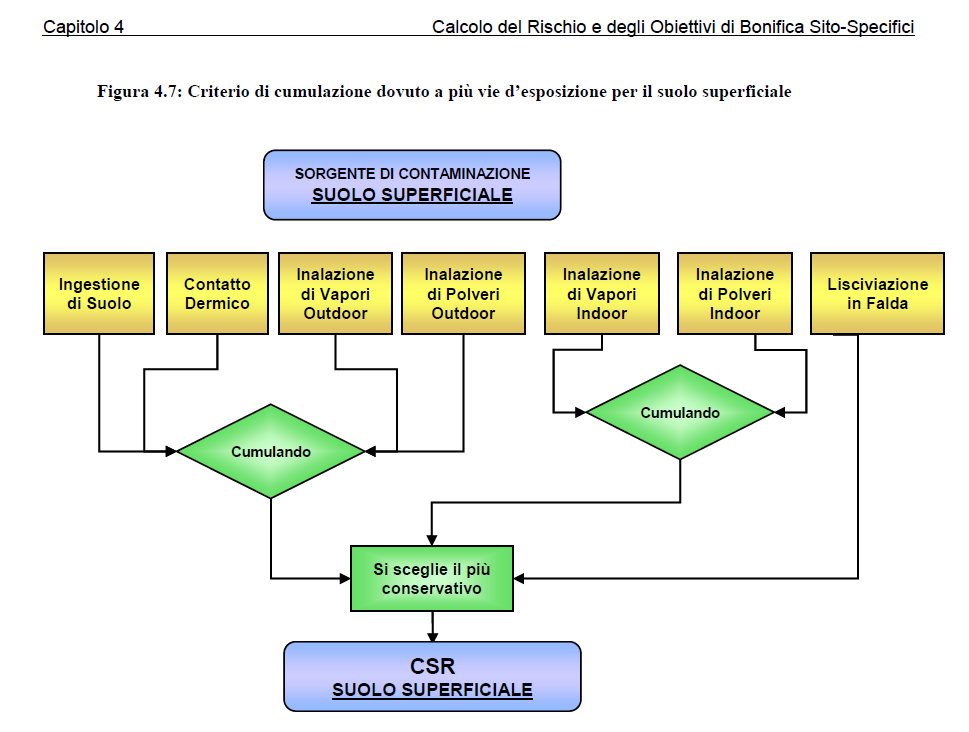 Capitolo 4 Calcolo del Rischio e degli Obiettivi di Bonifica Sito-Specifici
Figura 4.7: Criterio di cumulazione dovuto a più vie d'esposizione per il suolo superficiale
SORGENTE DI CONTAMINAZIONE
SUOLO SUPERFICIALE
Ingestione
di Suolo
Contatto
Dermico
Inalazione
di Vapori
Outdoor
Inalazione
di Polveri
Outdoor
Inalazione
di Vapori
Indoor
Inalazione
di Polveri
Indoor
Lisciviazione
in Falda
Cumulando
Cumulando
Si sceglie il più
conservativo
CSR
SUOLO SUPERFICIALE